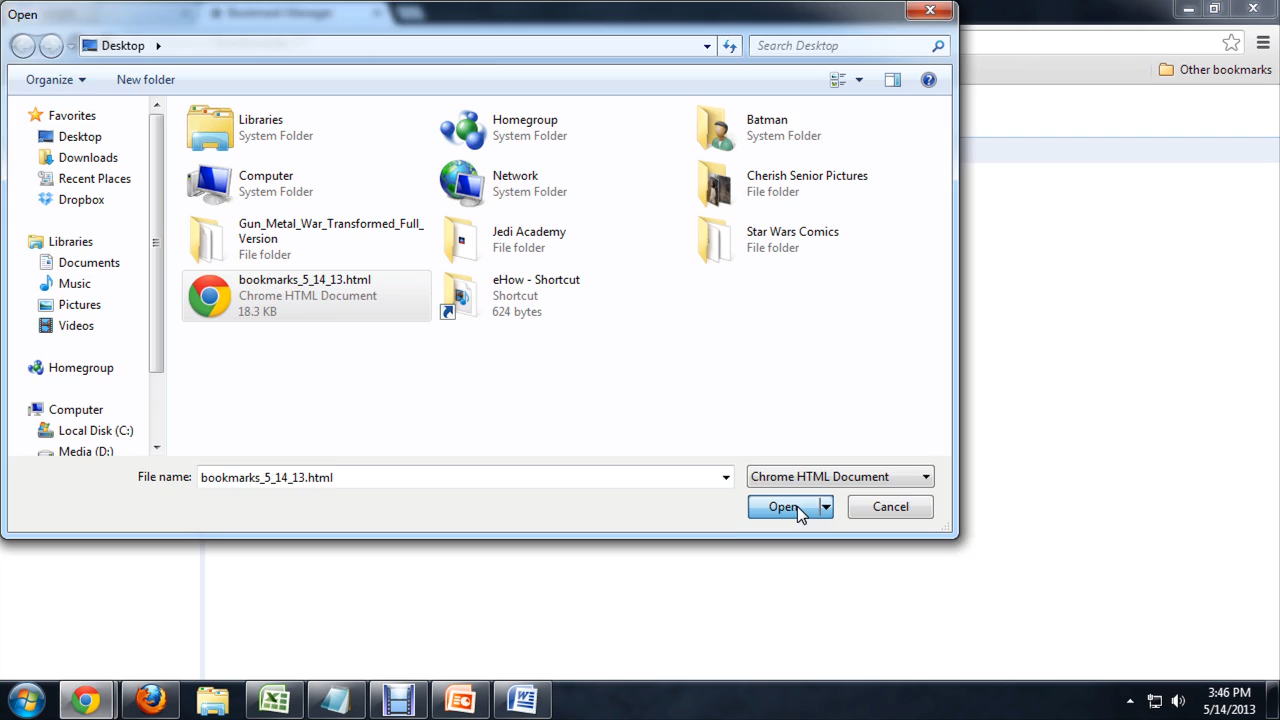 Open
Desktop
Search Desktop
Organize
New folder
Other bookmarks
Favorites
Desktop
Downloads
Recent Places
Dropbox
Libraries
Documents
Music
Pictures
Videos
Homegroup
Computer
Local Disk (C:)
Media (D:)
Libraries
System Folder
Homegroup
System Folder
Batman
System Folder
Computer
System Folder
Network
System Folder
Cherish Senior Pictures
File folder
Gun_Metal_War_Transformed_Full_
Version
File folder
Jedi Academy
File folder
Star Wars Comics
File folder
bookmarks_5_14_13.html
Chrome HTML Document
18.3 KB
eHow - Shortcut
Shortcut
624 bytes
File name:
bookmarks_5_14_13.html
Chrome HTML Document
Open
Cancel
3:46 PM
5/14/2013